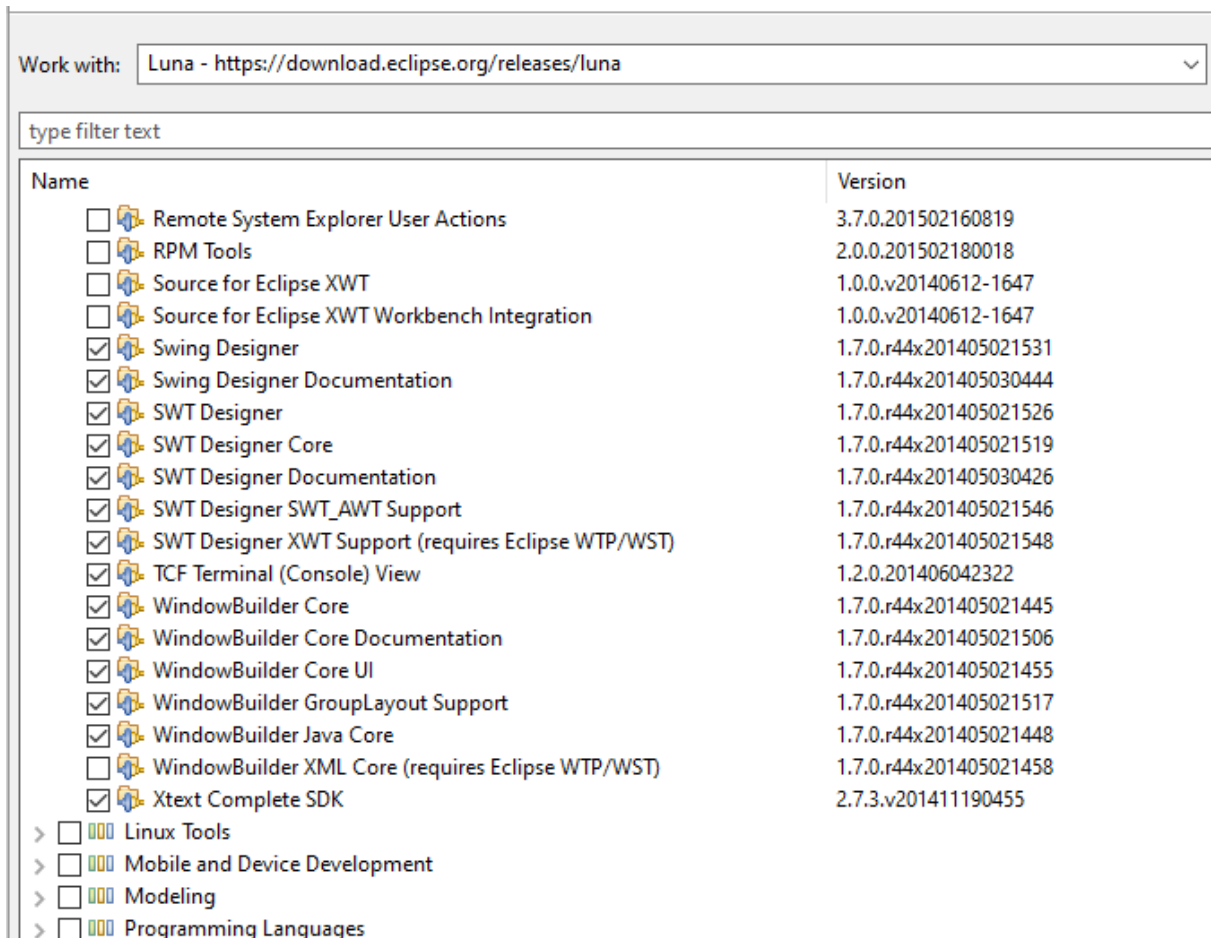 Work with: Luna - https://download.eclipse.org/releases/luna
type filter text
Name Version
Remote System Explorer User Actions 3.7.0.201502160819
RPM Tools 2.0.0.201502180018
Source for Eclipse XWT 1.0.0.v20140612-1647
Source for Eclipse XWT Workbench Integration 1.0.0.v20140612-1647
Swing Designer 1.7.0.r44x201405021531
Swing Designer Documentation 1.7.0.r44x201405030444
SWT Designer 1.7.0.r44x201405021526
SWT Designer Core 1.7.0.r44x201405021519
SWT Designer Documentation 1.7.0.r44x201405030426
SWT Designer SWT_AWT Support 1.7.0.r44x201405021546
SWT Designer XWT Support (requires Eclipse WTP/WST) 1.7.0.r44x201405021548
TCF Terminal (Console) View 1.2.0.201406042322
WindowBuilder Core 1.7.0.r44x201405021445
WindowBuilder Core Documentation 1.7.0.r44x201405021506
WindowBuilder Core UI 1.7.0.r44x201405021455
WindowBuilder GroupLayout Support 1.7.0.r44x201405021517
WindowBuilder Java Core 1.7.0.r44x201405021448
WindowBuilder XML Core (requires Eclipse WTP/WST) 1.7.0.r44x201405021458
Xtext Complete SDK 2.7.3.v201411190455
Linux Tools
Mobile and Device Development
Modeling
Programming Languages